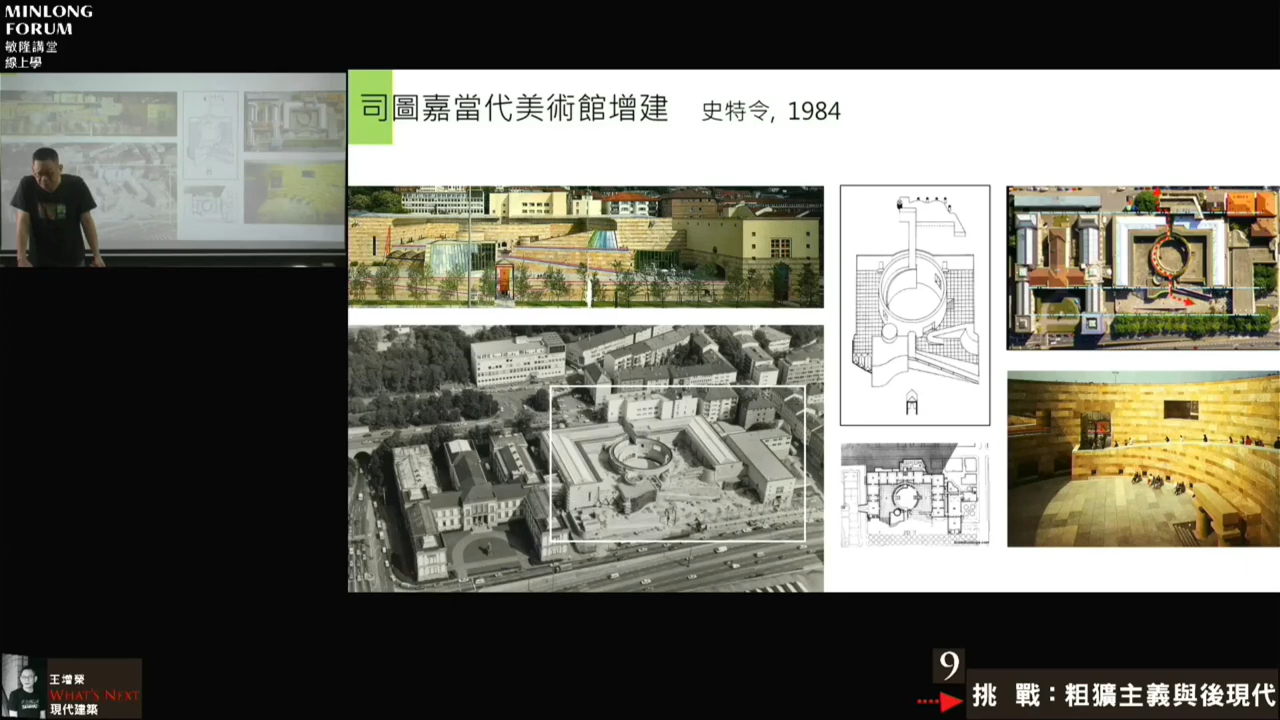 MINLONG
FORUM
敏隆講堂
線上學
司圖嘉當代美術館增建 史特令, 1984
王增榮
WHAT'S NEXT
現代建築
9
挑 戰：粗獷主義與後現代